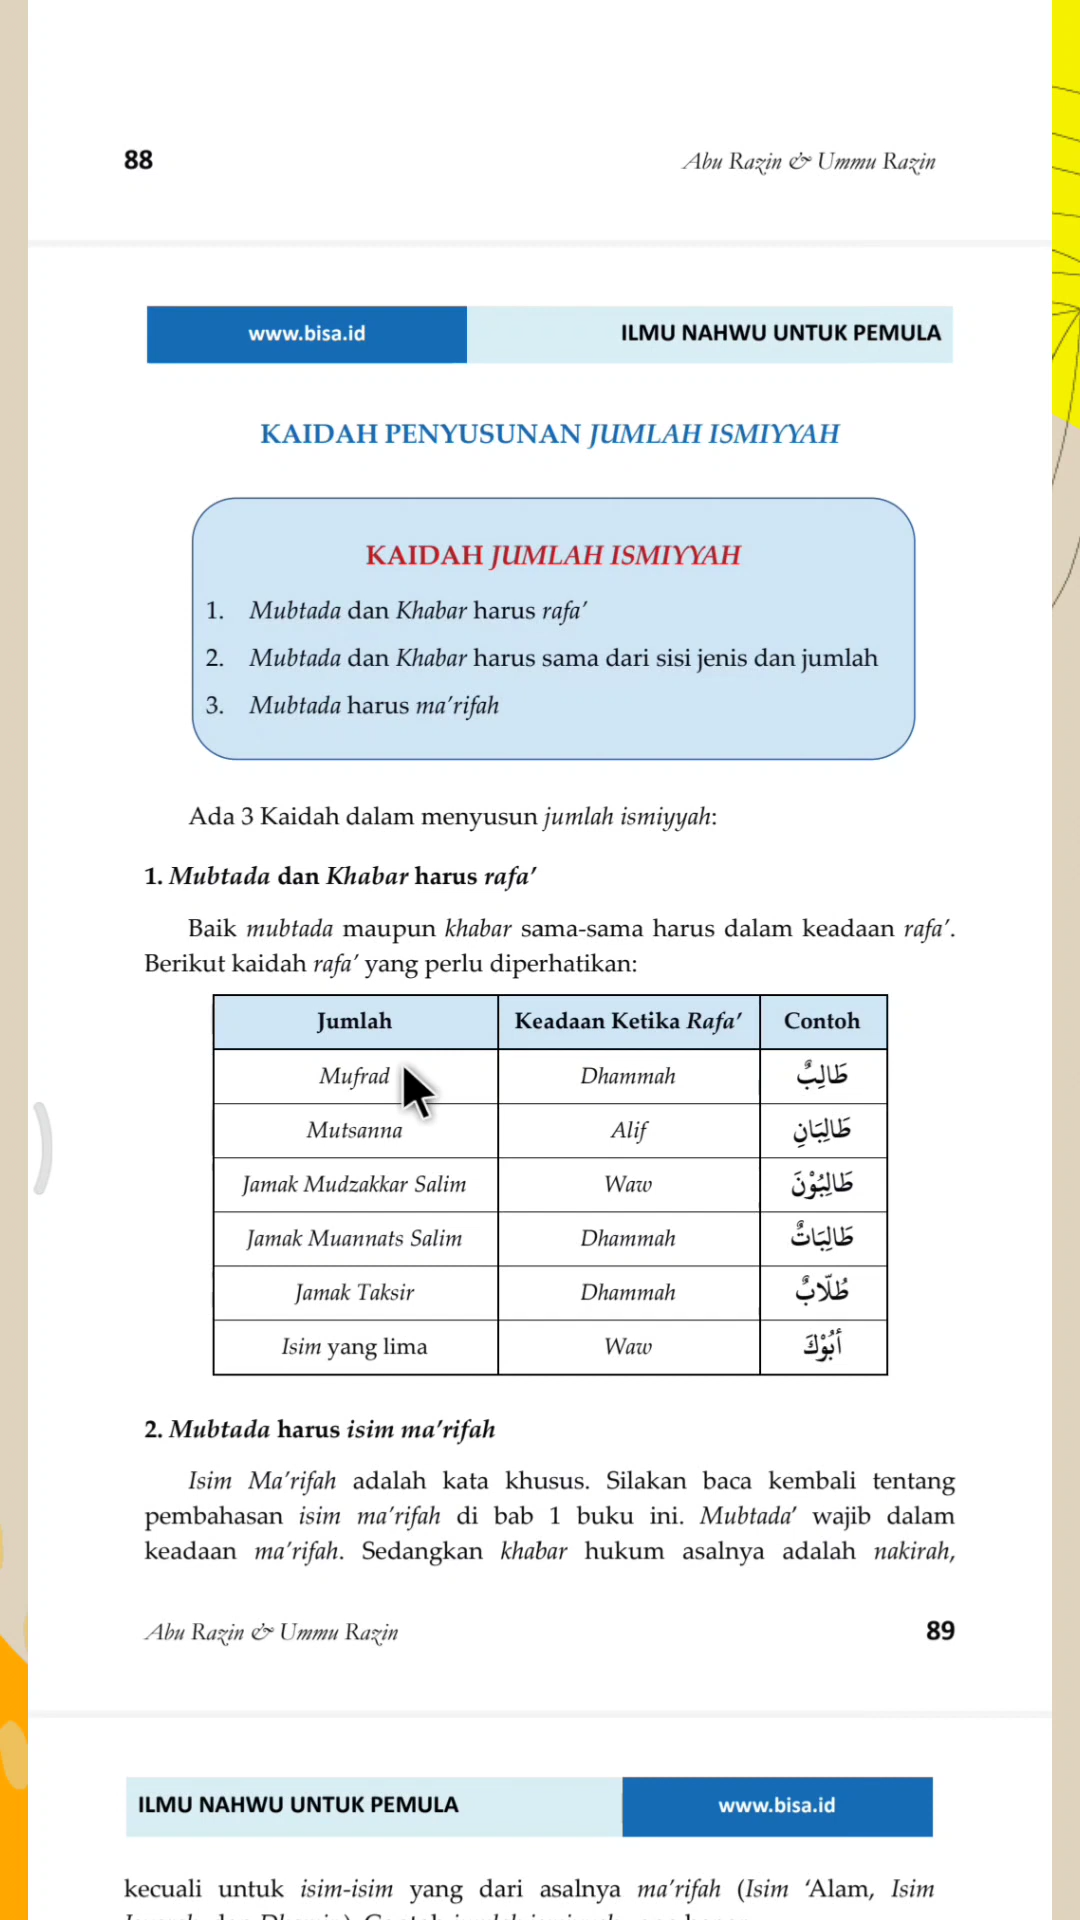 88
Abu Razin & Ummu Razin
www.bisa.id
ILMU NAHWU UNTUK PEMULA
KAIDAH PENYUSUNAN JUMLAH ISMIYYAH
KAIDAH JUMLAH ISMIYYAH
1. Mubtada dan Khabar harus rafa’
2. Mubtada dan Khabar harus sama dari sisi jenis dan jumlah
3. Mubtada harus ma’rifah
Ada 3 Kaidah dalam menyusun jumlah ismiyyah:
1. Mubtada dan Khabar harus rafa’
Baik mubtada maupun khabar sama-sama harus dalam keadaan rafa’.
Berikut kaidah rafa’ yang perlu diperhatikan:
Jumlah Keadaan Ketika Rafa’ Contoh
Mufrad Dhammah طَالِبٌ
Mutsanna Alif طَالِبَانِ
Jamak Mudzakkar Salim Waw طَالِبُوْنَ
Jamak Muannats Salim Dhammah طَالِبَاتٌ
Jamak Taksir Dhammah طُلَّابٌ
Isim yang lima Waw أَبُوْكَ
2. Mubtada harus isim ma’rifah
Isim Ma’rifah adalah kata khusus. Silakan baca kembali tentang
pembahasan isim ma’rifah di bab 1 buku ini. Mubtada’ wajib dalam
keadaan ma’rifah. Sedangkan khabar hukum asalnya adalah nakirah,
Abu Razin & Ummu Razin
89
ILMU NAHWU UNTUK PEMULA
www.bisa.id
kecuali untuk isim-isim yang dari asalnya ma’rifah (Isim ‘Alam, Isim